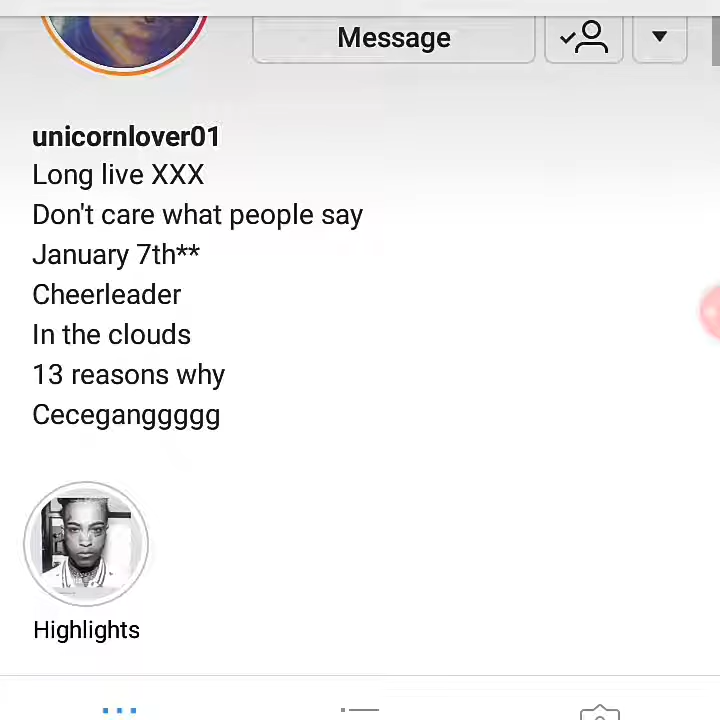 Message
unicornlover01
Long live XXX
Don't care what people say
January 7th**
Cheerleader
In the clouds
13 reasons why
Ceceganggggg
Highlights